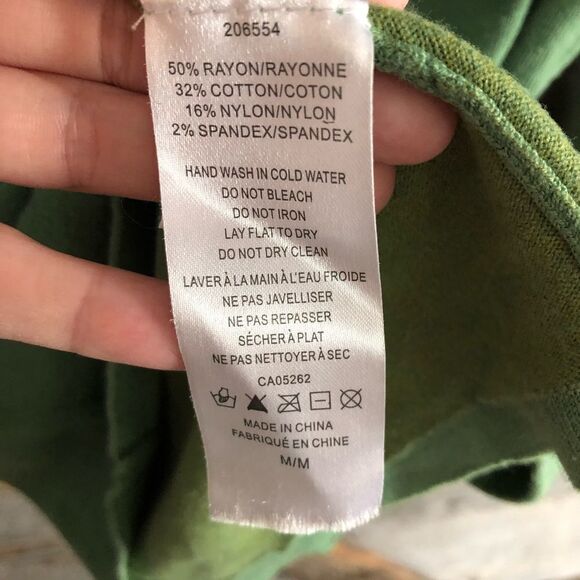 206554
50% RAYON/RAYONNE
32% COTTON/COTON
16% NYLON/NYLON
2% SPANDEX/SPANDEX
HAND WASH IN COLD WATER
DO NOT BLEACH
DO NOT IRON
LAY FLAT TO DRY
DO NOT DRY CLEAN
LAVER À LA MAIN À L'EAU FROIDE
NE PAS JAVELLISER
NE PAS REPASSER
SÉCHER À PLAT
NE PAS NETTOYER À SEC
CA05262
MADE IN CHINA
FABRIQUÉ EN CHINE
M/M